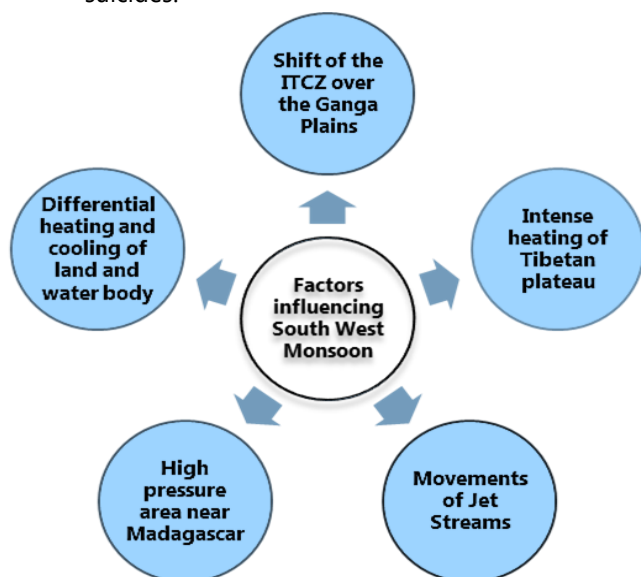 suicides.
Shift of the
ITCZ over
the Ganga
Plains
Differential
heating and
cooling of
land and
water body
Intense
heating of
Tibetan
plateau
Factors
influencing
South West
Monsoon
High
pressure
area near
Madagascar
Movements
of Jet
Streams